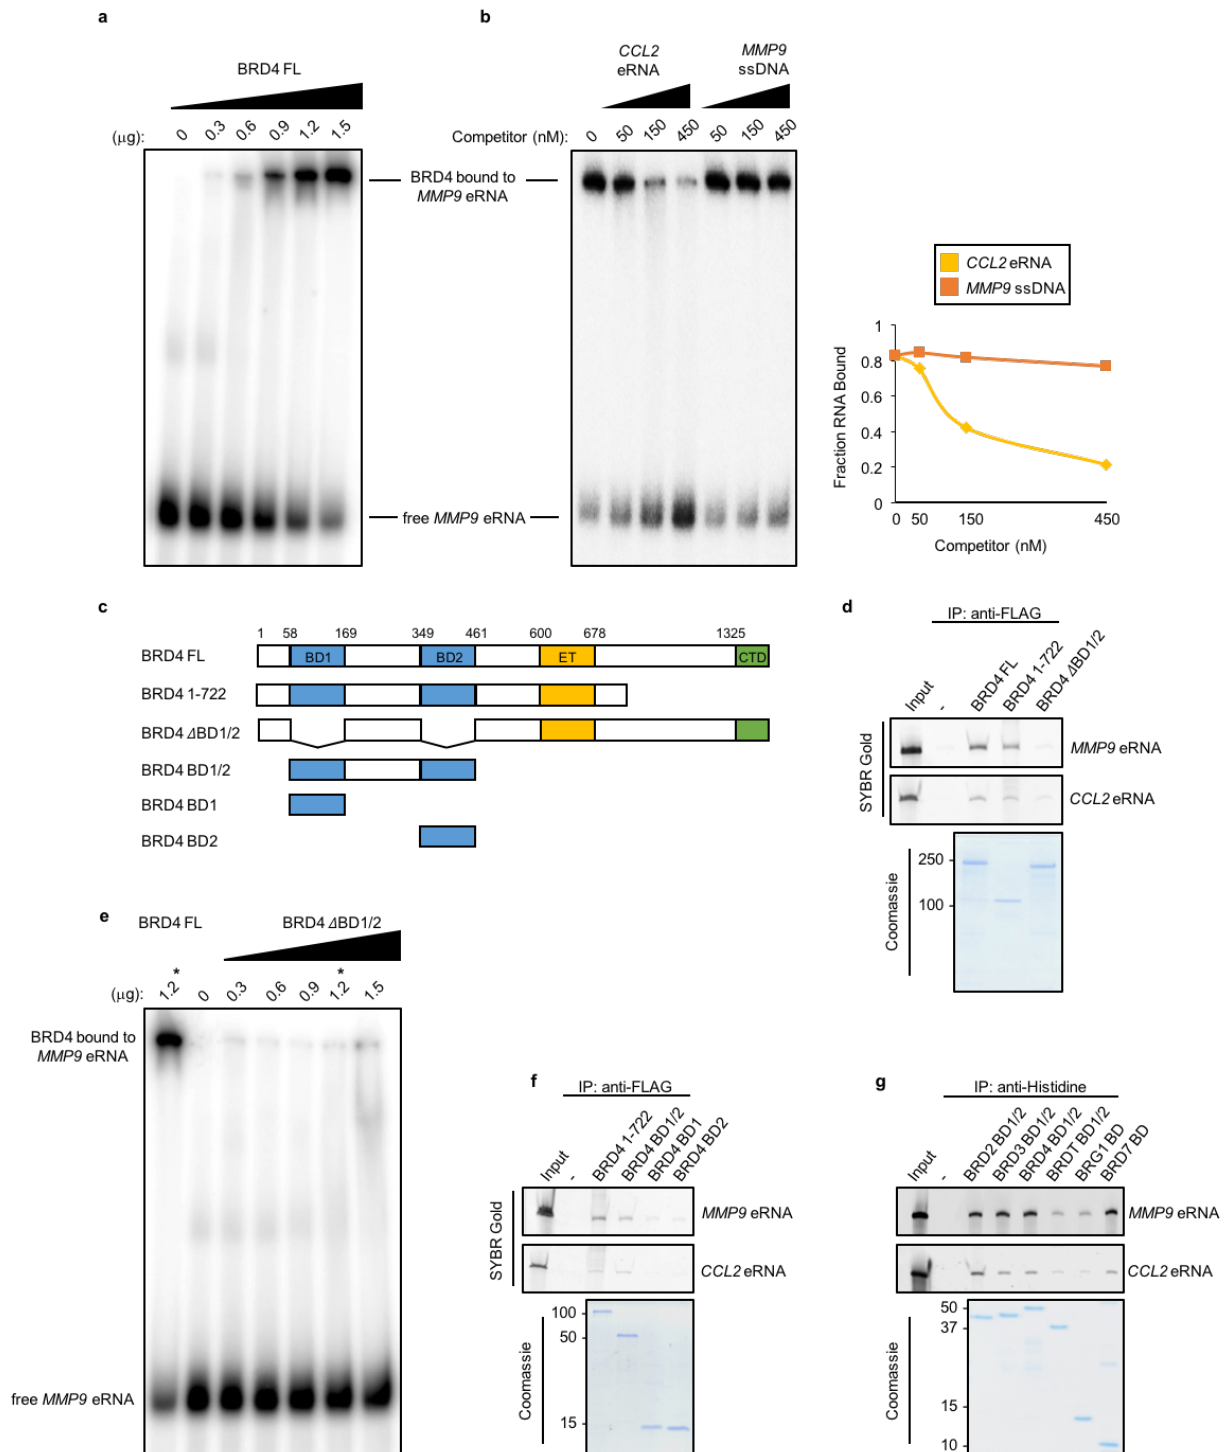 a
BRD4 FL
(μg): 0 0.3 0.6 0.9 1.2 1.5
BRD4 bound to
MMP9 eRNA
free MMP9 eRNA
b
CCL2
eRNA
MMP9
ssDNA
Competitor (nM): 0 50 150 450 50 150 450
CCL2 eRNA
MMP9 ssDNA
Fraction RNA Bound
1
0.8
0.6
0.4
0.2
0
0 50 150 450
Competitor (nM)
c
1 58 169 349 461 600 678 1325
BRD4 FL BD1 BD2 ET CTD
BRD4 1-722
BRD4 ΔBD1/2
BRD4 BD1/2
BRD4 BD1
BRD4 BD2
d
IP: anti-FLAG
Input - BRD4 FL BRD4 1-722 BRD4 ΔBD1/2
SYBR Gold
MMP9 eRNA
CCL2 eRNA
Coomassie
250
100
e
BRD4 FL BRD4 ΔBD1/2
* *
(μg): 1.2 0 0.3 0.6 0.9 1.2 1.5
BRD4 bound to
MMP9 eRNA
free MMP9 eRNA
f
IP: anti-FLAG
Input - BRD4 1-722 BRD4 BD1/2 BRD4 BD1 BRD4 BD2
SYBR Gold
MMP9 eRNA
CCL2 eRNA
Coomassie
100
50
15
g
IP: anti-Histidine
Input - BRD2 BD1/2 BRD3 BD1/2 BRD4 BD1/2 BRDT BD1/2 BRG1 BD BRD7 BD
MMP9 eRNA
CCL2 eRNA
Coomassie
50
37
15
10